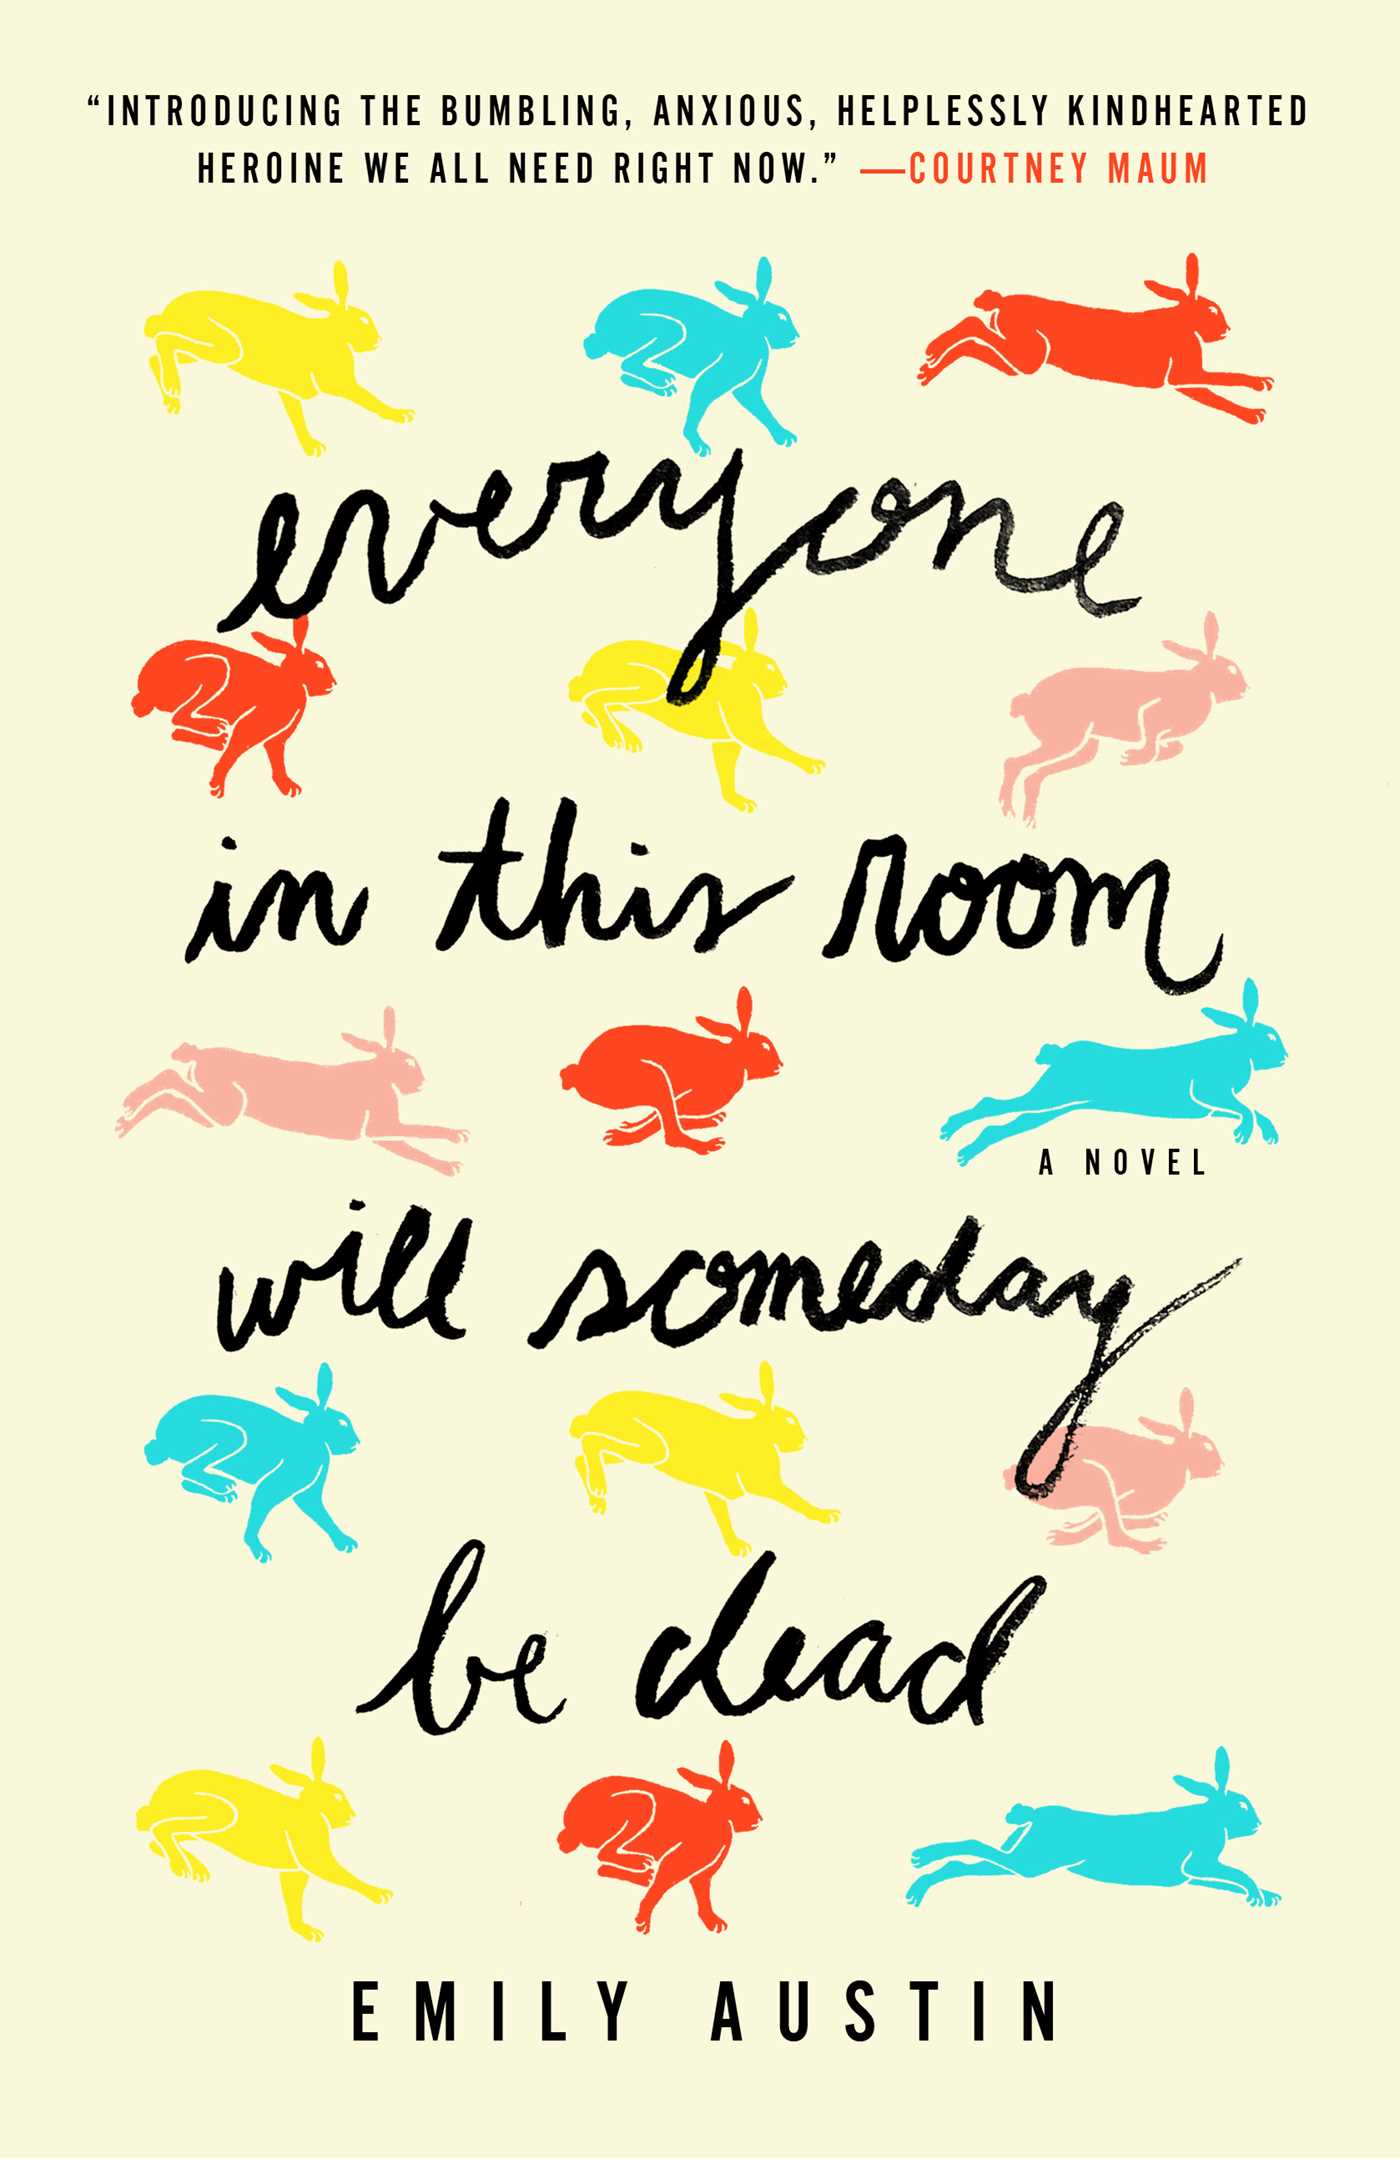 “INTRODUCING THE BUMBLING, ANXIOUS, HELPLESSLY KINDHEARTED
HEROINE WE ALL NEED RIGHT NOW.” —COURTNEY MAUM
everyone
in this room
A NOVEL
will someday
be dead
EMILY AUSTIN